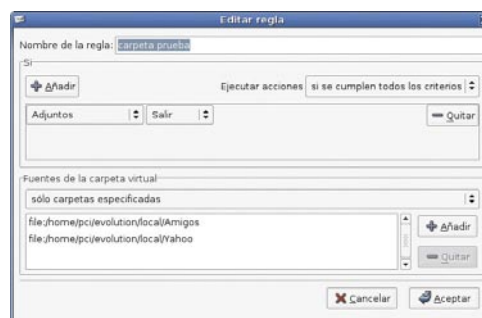 Editar regla
Nombre de la regla: carpeta prueba
Si
Añadir
Ejecutar acciones si se cumplen todos los criterios
Adjuntos Salir Quitar
Fuentes de la carpeta virtual
sólo carpetas especificadas
file:/home/pci/evolution/local/Amigos
file:/home/pci/evolution/local/Yahoo
Añadir
Quitar
Cancelar Aceptar